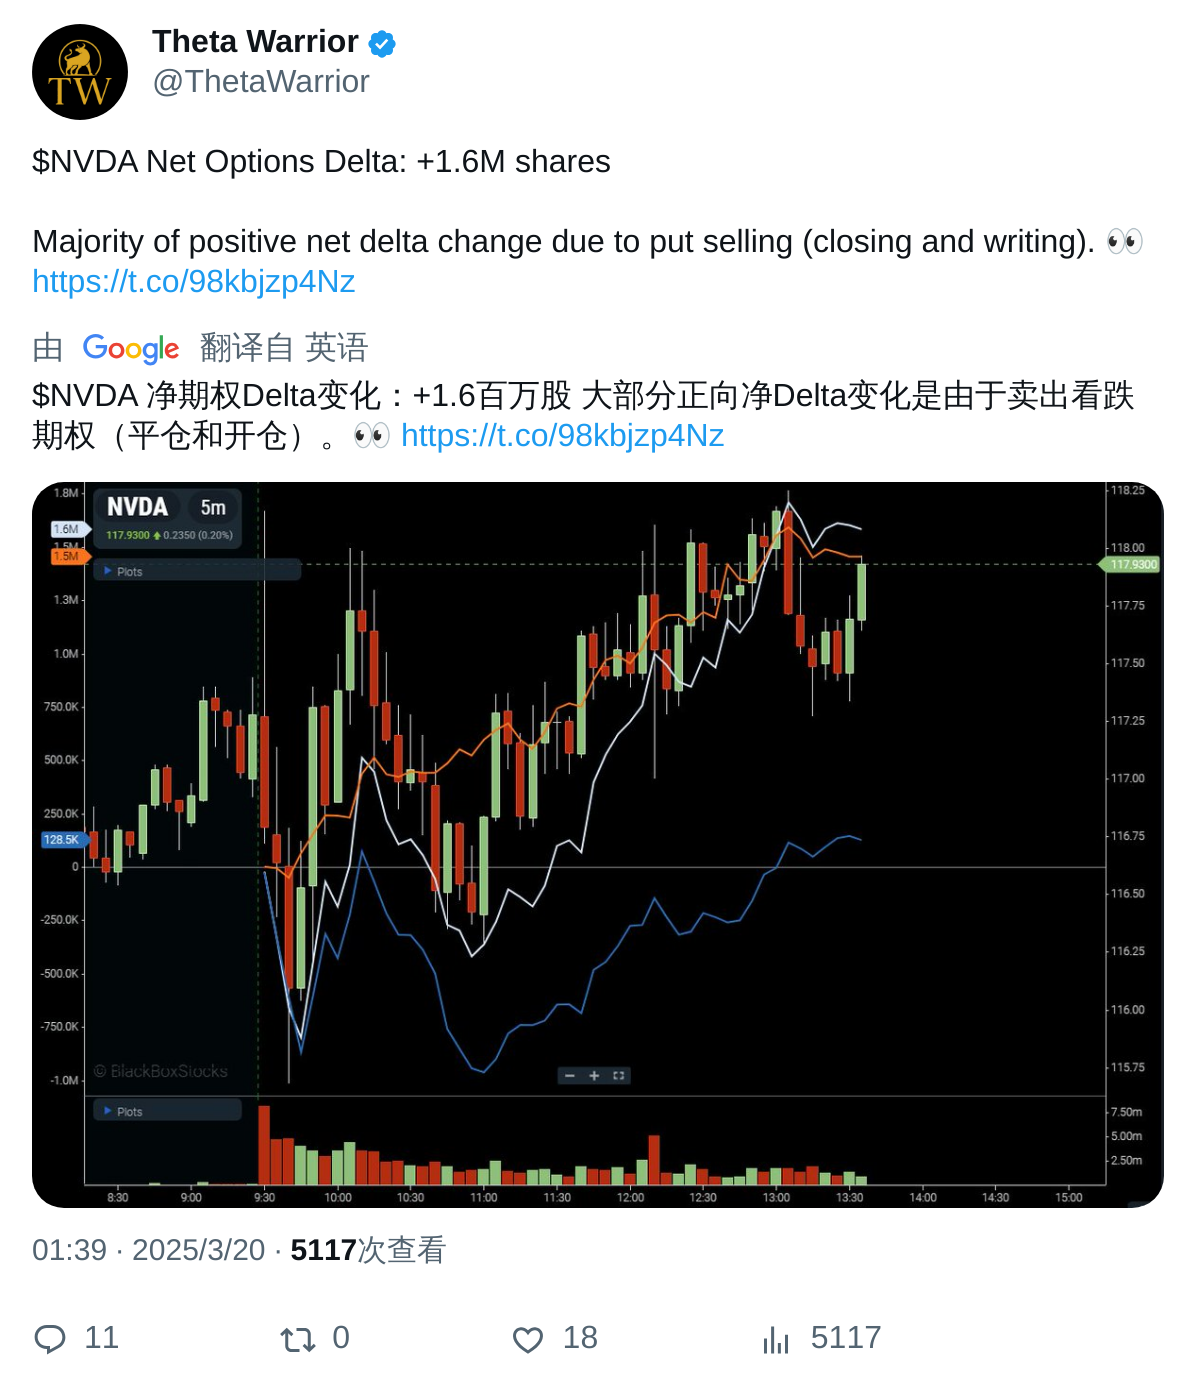 Theta Warrior
TW
@ThetaWarrior
$NVDA Net Options Delta: +1.6M shares
Majority of positive net delta change due to put selling (closing and writing). 👀
https://t.co/98kbjzp4Nz
由 Google 翻译自 英语
$NVDA 净期权Delta变化：+1.6百万股 大部分正向净Delta变化是由于卖出看跌
期权（平仓和开仓）。👀 https://t.co/98kbjzp4Nz
NVDA 5m
117.9300 0.2350 (0.20%)
Plots
1.8M
1.6M
1.5M
1.5M
1.3M
1.0M
750.0K
500.0K
250.0K
128.5K
0
-250.0K
-500.0K
-750.0K
-1.0M
118.25
118.00
117.9300
117.75
117.50
117.25
117.00
116.75
116.50
116.25
116.00
115.75
© BlackBoxStocks
Plots
7.50m
5.00m
2.50m
8:30 9:00 9:30 10:00 10:30 11:00 11:30 12:00 12:30 13:00 13:30 14:00 14:30 15:00
01:39 · 2025/3/20 · 5117次查看
11 0 18 5117